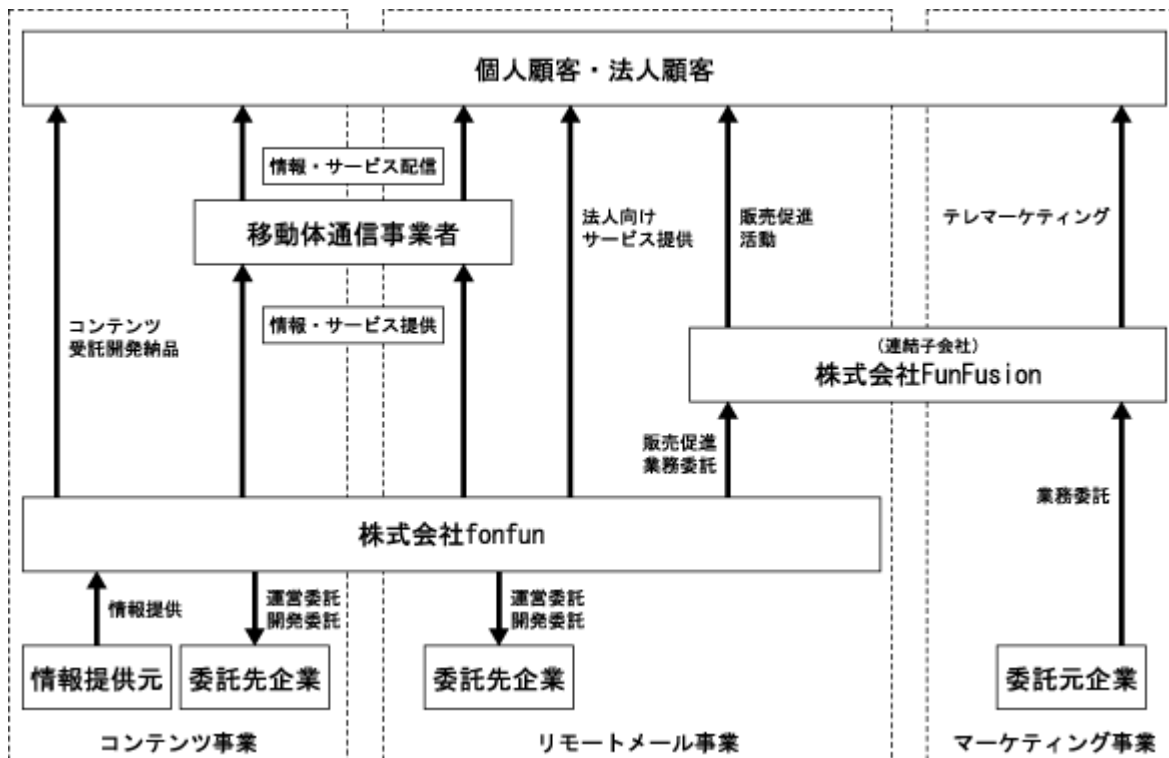 個人顧客・法人顧客
情報・サービス配信
移動体通信事業者
法人向け
サービス提供
販売促進
活動
テレマーケティング
情報・サービス提供
コンテンツ
受託開発納品
(連結子会社)
株式会社FunFusion
販売促進
業務委託
業務委託
株式会社fonfun
情報提供
運営委託
開発委託
運営委託
開発委託
情報提供元
委託先企業
委託先企業
委託元企業
コンテンツ事業
リモートメール事業
マーケティング事業